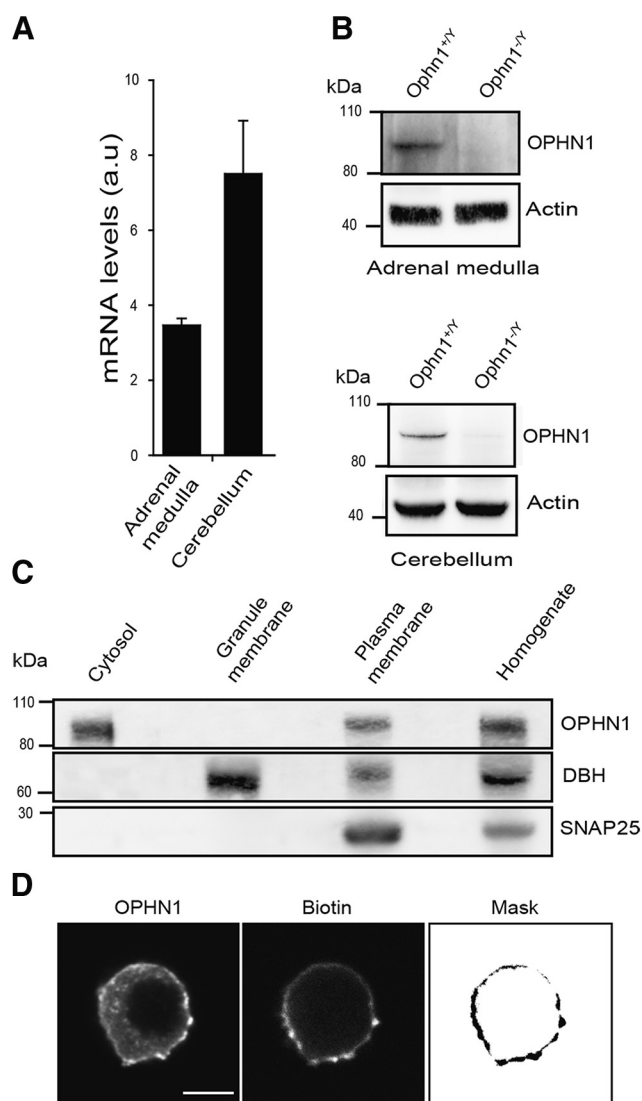 A
mRNA levels (a.u)
10
8
6
4
2
0
Adrenal
medulla
Cerebellum
B
Ophn1+/Y
Ophn1-/Y
kDa
110
80
40
OPHN1
Actin
Adrenal medulla
Ophn1+/Y
Ophn1-/Y
kDa
110
80
40
OPHN1
Actin
Cerebellum
C
Cytosol
Granule
membrane
Plasma
membrane
Homogenate
kDa
110
80
60
30
OPHN1
DBH
SNAP25
D
OPHN1
Biotin
Mask